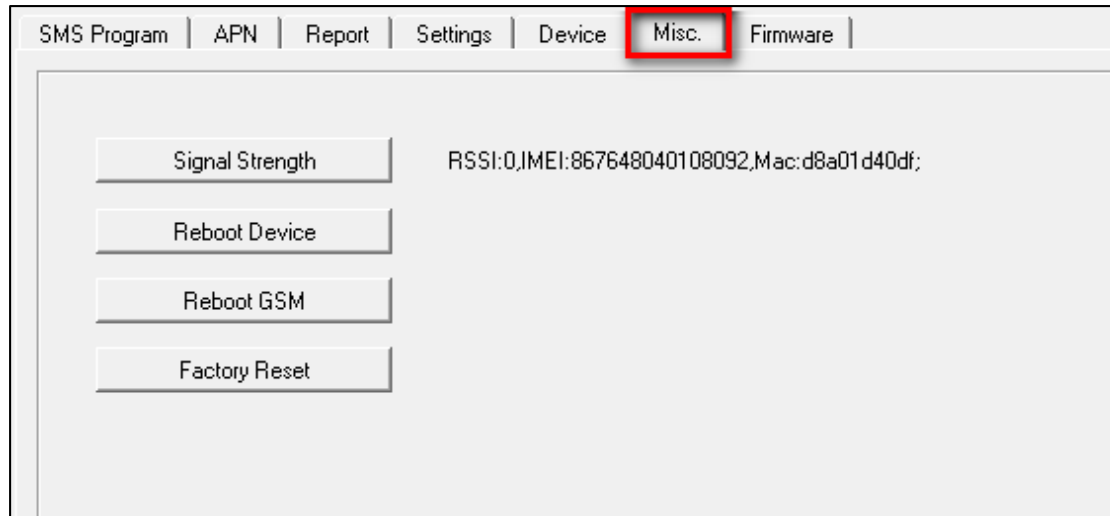 SMS Program APN Report Settings Device Misc. Firmware
Signal Strength RSSI:0,IMEI:867648040108092,Mac:d8a01d40df;
Reboot Device
Reboot GSM
Factory Reset